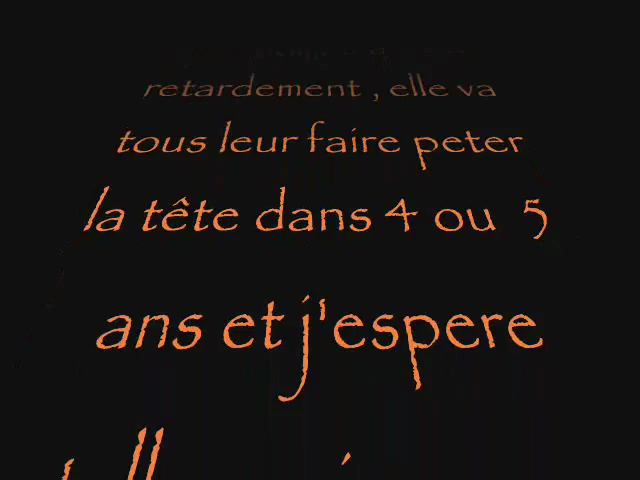 retardement , elle va
tous leur faire peter
la tête dans 4 ou 5
ans et j'espere